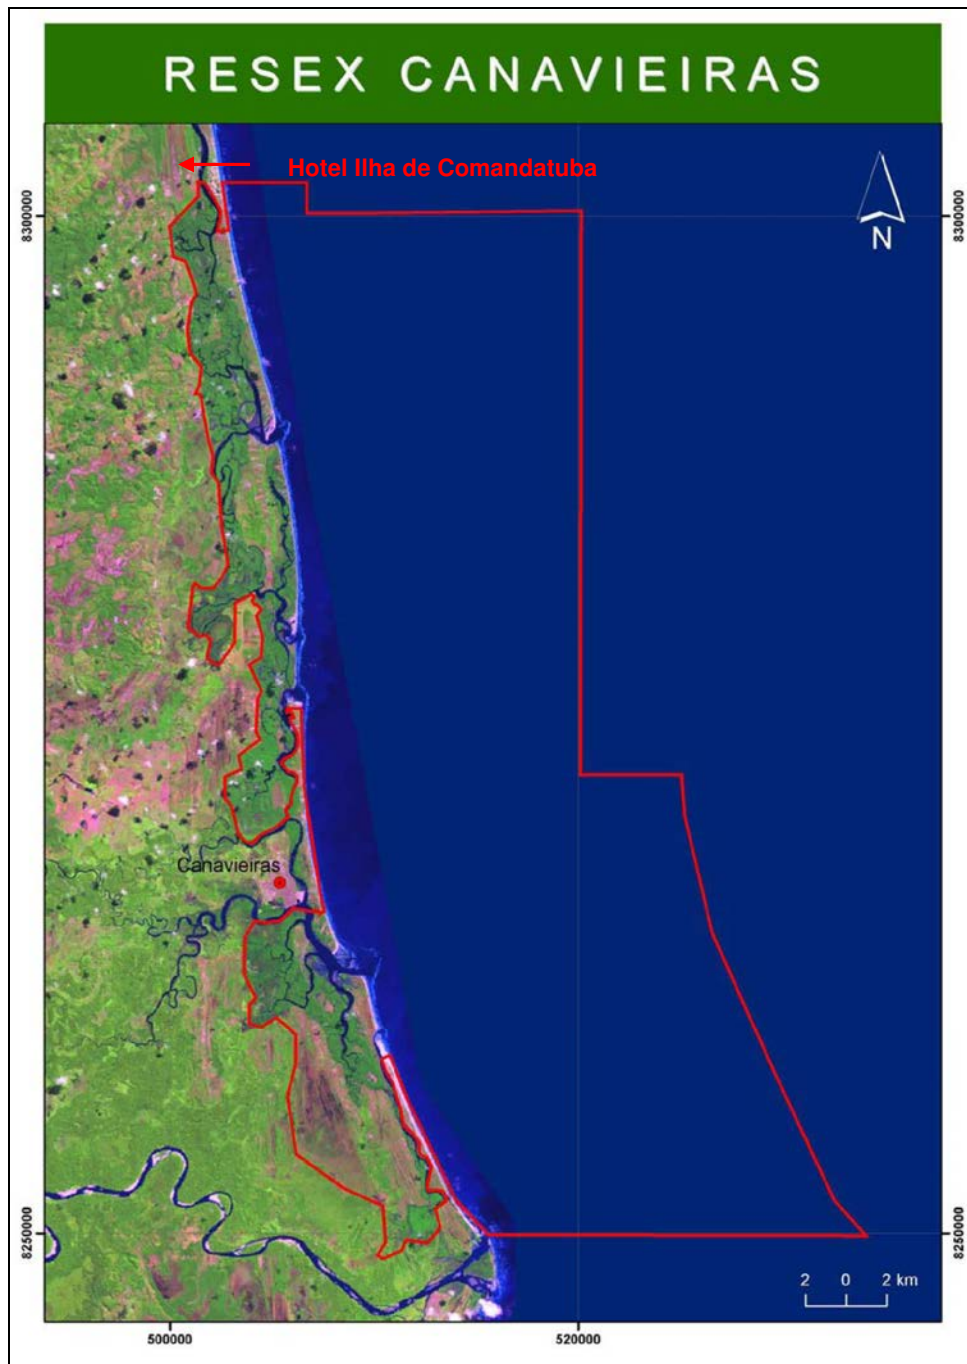 RESEX CANAVIEIRAS
Hotel Ilha de Comandatuba
8300000
8300000
N
Canavieiras
8250000
8250000
2 0 2 km
500000
520000